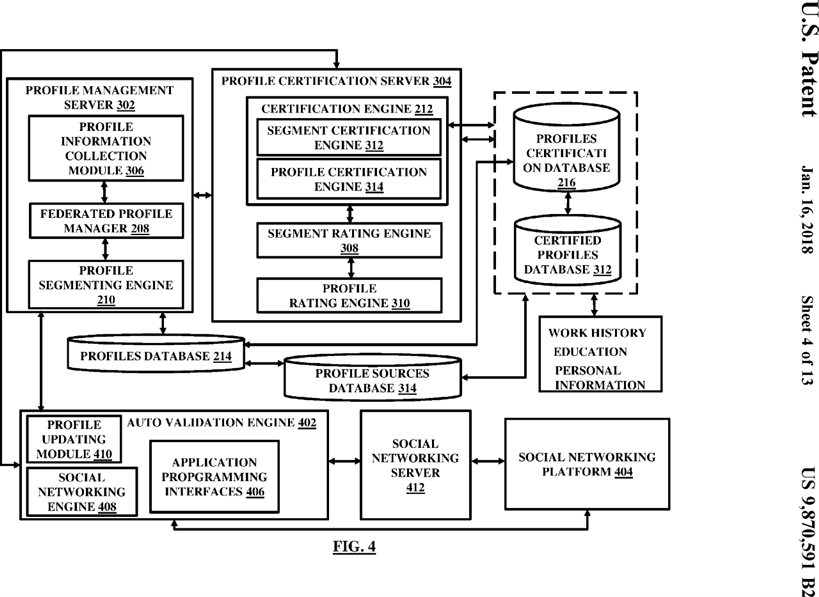 U.S. Patent
Jan. 16, 2018
Sheet 4 of 13
US 9,870,591 B2
PROFILE MANAGEMENT
SERVER 302
PROFILE
INFORMATION
COLLECTION
MODULE 306
FEDERATED PROFILE
MANAGER 208
PROFILE
SEGMENTING ENGINE
210
PROFILE CERTIFICATION SERVER 304
CERTIFICATION ENGINE 212
SEGMENT CERTIFICATION
ENGINE 312
PROFILE CERTIFICATION
ENGINE 314
SEGMENT RATING ENGINE
308
PROFILE
RATING ENGINE 310
PROFILES
CERTIFICATI
ON DATABASE
216
CERTIFIED
PROFILES
DATABASE 312
WORK HISTORY
EDUCATION
PERSONAL
INFORMATION
PROFILES DATABASE 214
PROFILE SOURCES
DATABASE 314
AUTO VALIDATION ENGINE 402
PROFILE
UPDATING
MODULE 410
SOCIAL
NETWORKING
ENGINE 408
APPLICATION
PROPGRAMMING
INTERFACES 406
SOCIAL
NETWORKING
SERVER
412
SOCIAL NETWORKING
PLATFORM 404
FIG. 4